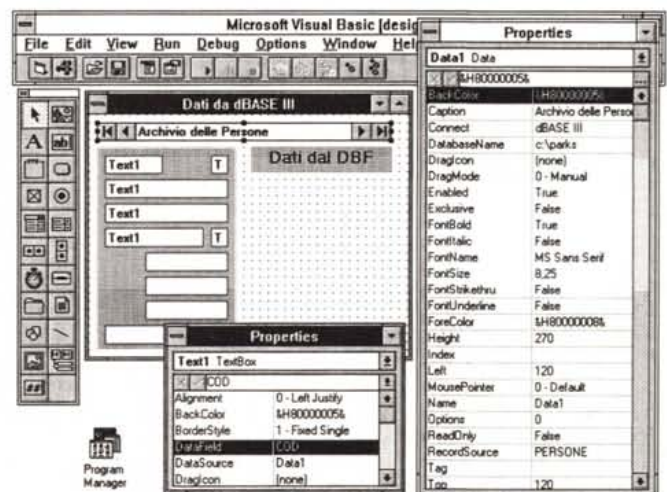 Microsoft Visual Basic [desig
File Edit View Run Debug Options Window Hel
Dati da dBASE III
Archivio delle Persone
Dati dal DBF
Text1 T
Text1
Text1
Text1 T
Properties
Text1 TextBox
COD
Alignment 0 - Left Justify
BackColor &H80000005&
BorderStyle 1 - Fixed Single
DataField COD
DataSource Data1
DragIcon (none)
Program
Manager
Properties
Data1 Data
&H80000005&
BackColor &H80000005&
Caption Archivio delle Person
Connect dBASE III
DatabaseName c:\parks
DragIcon (none)
DragMode 0 - Manual
Enabled True
Exclusive False
FontBold True
FontItalic False
FontName MS Sans Serif
FontSize 8,25
FontStrikethru False
FontUnderline False
ForeColor &H80000008&
Height 270
Index
Left 120
MousePointer 0 - Default
Name Data1
Options 0
ReadOnly False
RecordSource PERSONE
Tag
Top 120
A ab
##